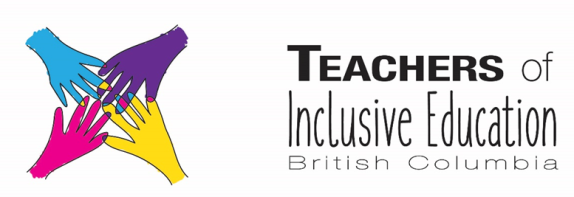 TEACHERS of
Inclusive Education
British Columbia